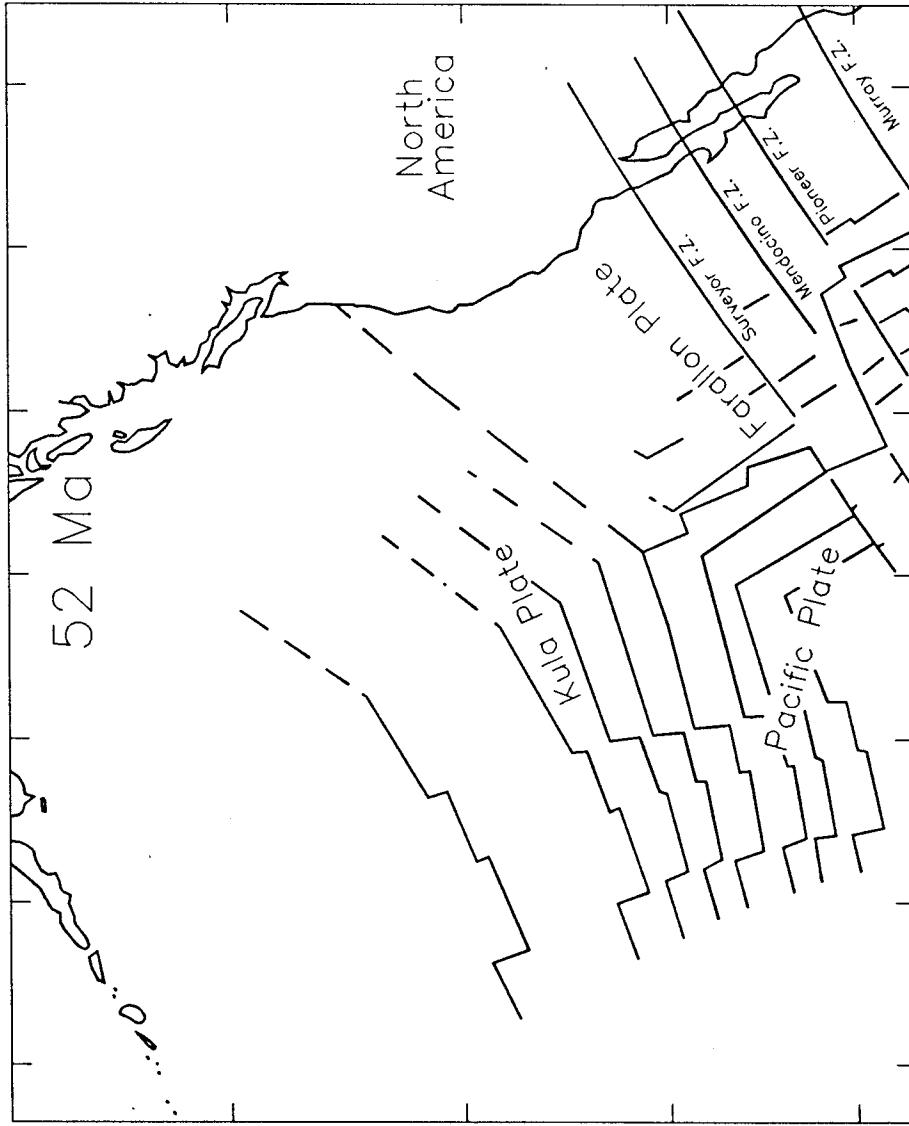 52 Ma
North
America
Kula Plate
Farallon Plate
Pacific Plate
Surveyor F.Z.
Mendocino F.Z.
Pioneer F.Z.
Murray F.Z.